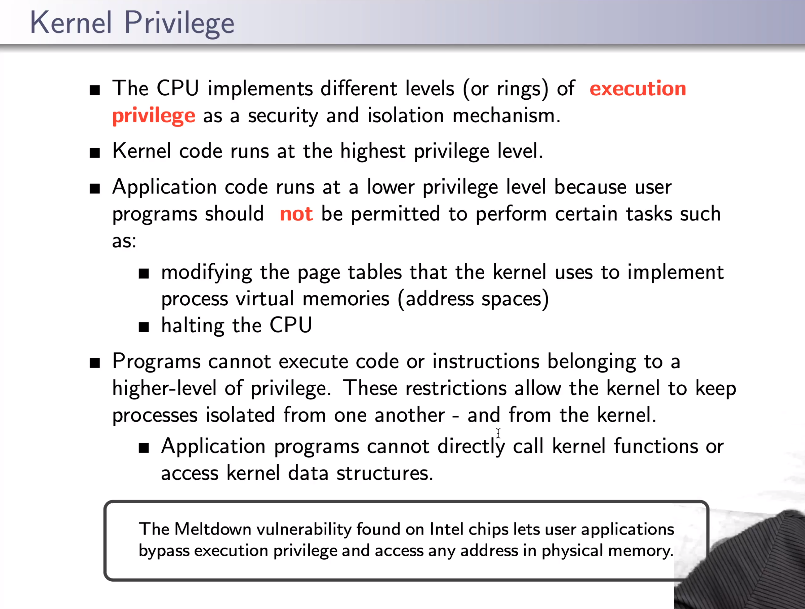 Kernel Privilege
The CPU implements different levels (or rings) of execution
privilege as a security and isolation mechanism.
Kernel code runs at the highest privilege level.
Application code runs at a lower privilege level because user
programs should not be permitted to perform certain tasks such
as:
modifying the page tables that the kernel uses to implement
process virtual memories (address spaces)
halting the CPU
Programs cannot execute code or instructions belonging to a
higher-level of privilege. These restrictions allow the kernel to keep
processes isolated from one another - and from the kernel.
Application programs cannot directly call kernel functions or
access kernel data structures.
The Meltdown vulnerability found on Intel chips lets user applications
bypass execution privilege and access any address in physical memory.